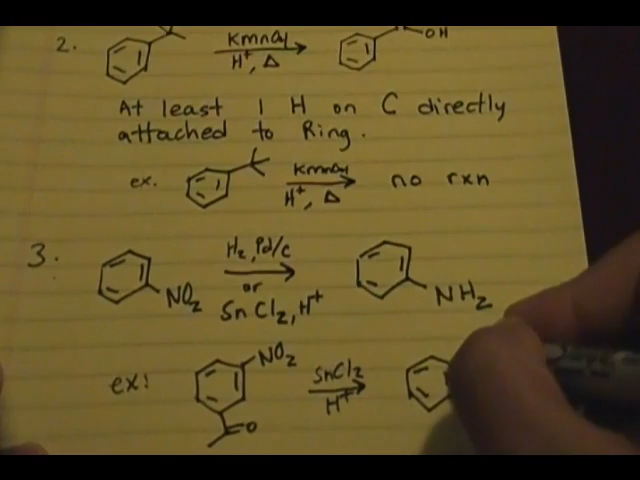 2. KMnO4 OH
H+, Δ
At least 1 H on C directly
attached to Ring.
ex. KMnO4 no rxn
H+, Δ
3. H2, Pd/C
NO2 or NH2
SnCl2, H+
ex: NO2 SnCl2
H+
O